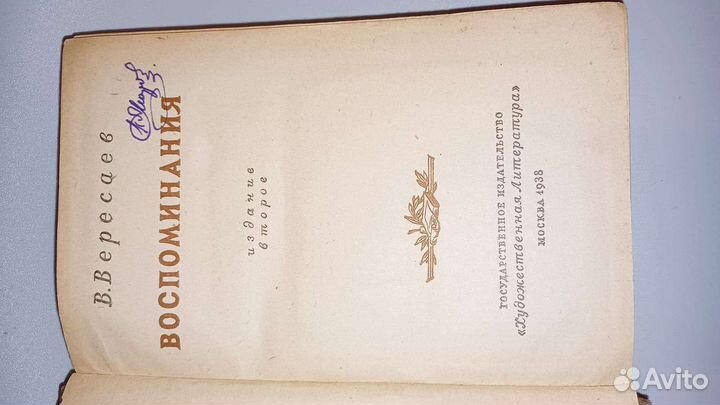 В. Вересаев
ВОСПОМИНАНИЯ
издание
второе
ГОСУДАРСТВЕННОЕ ИЗДАТЕЛЬСТВО
«Художественная Литература»
МОСКВА 1938
Avito